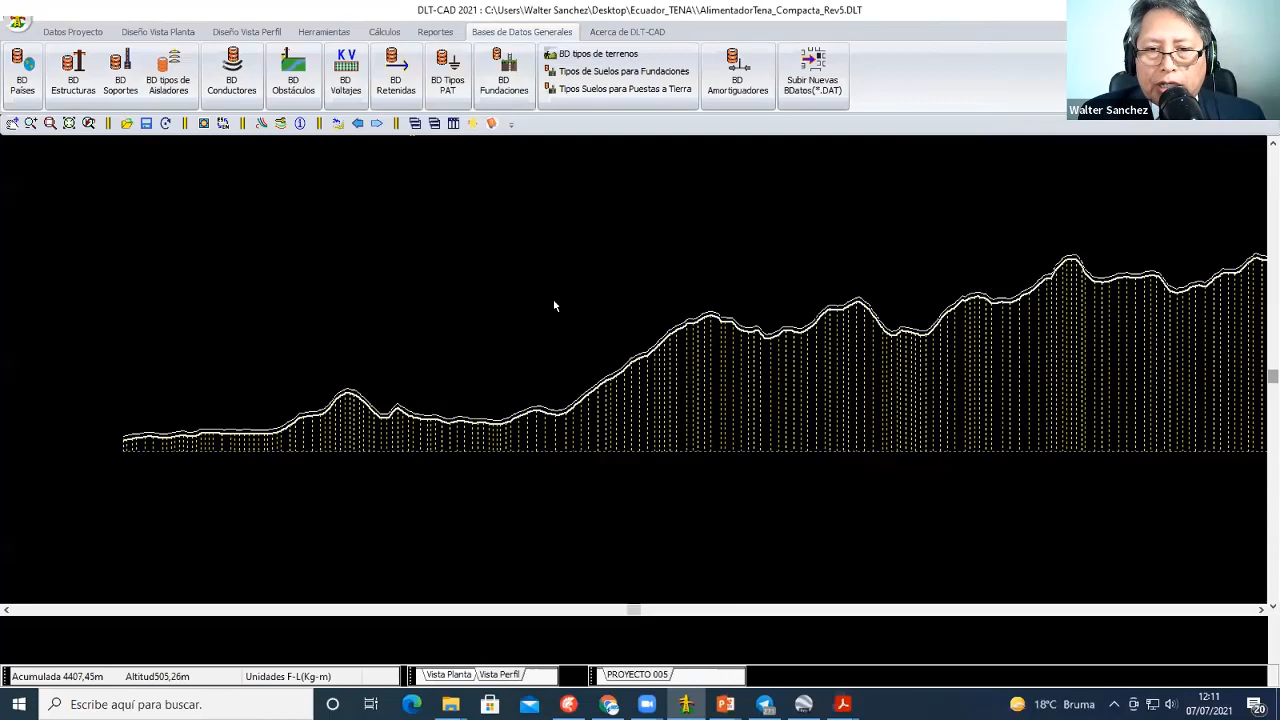 DLT-CAD 2021 : C:\Users\Walter Sanchez\Desktop\Ecuador_TENA\\AlimentadorTena_Compacta_Rev5.DLT
Datos Proyecto Diseño Vista Planta Diseño Vista Perfil Herramientas Cálculos Reportes Bases de Datos Generales Acerca de DLT-CAD
BD Países
BD Estructuras
BD Soportes
BD tipos de Aisladores
BD Conductores
BD Obstáculos
KV
BD Voltajes
BD Retenidas
BD Tipos PAT
BD Fundaciones
BD tipos de terrenos
Tipos de Suelos para Fundaciones
Tipos Suelos para Puestas a Tierra
BD Amortiguadores
Subir Nuevas BDatos(*.DAT)
Walter Sanchez
Acumulada 4407,45m Altitud505,26m Unidades F-L(Kg-m) Vista Planta Vista Perfil PROYECTO 005
Escribe aquí para buscar.
18°C Bruma
12:11
07/07/2021
20